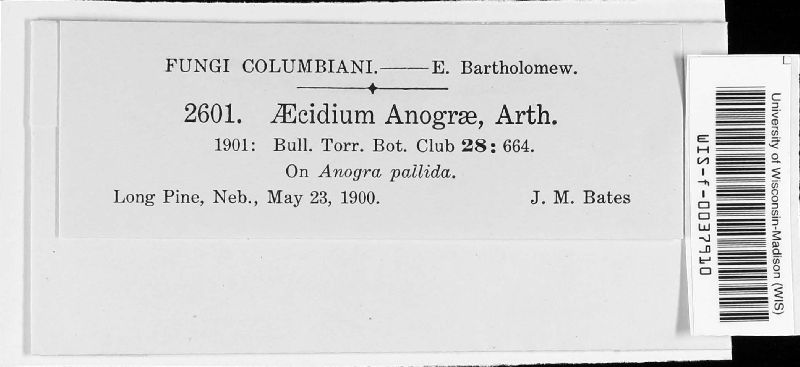 FUNGI COLUMBIANI.——E. Bartholomew.
2601. Æcidium Anogræ, Arth.
1901: Bull. Torr. Bot. Club 28: 664.
On Anogra pallida.
Long Pine, Neb., May 23, 1900. J. M. Bates
University of Wisconsin-Madison (WIS)
WIS-f-0037910